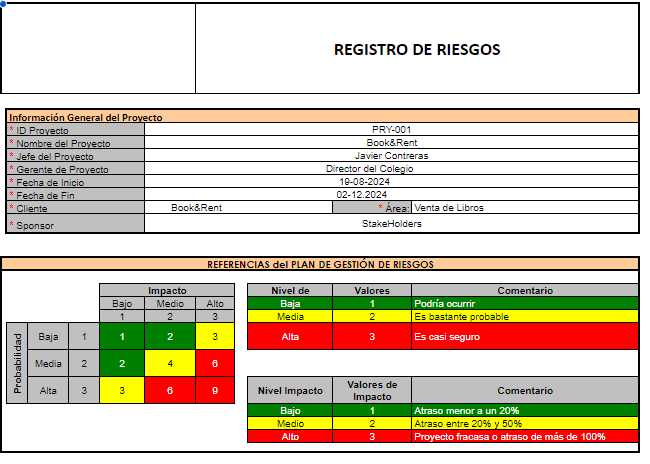 REGISTRO DE RIESGOS
Información General del Proyecto
* ID Proyecto PRY-001
* Nombre del Proyecto Book&Rent
* Jefe del Proyecto Javier Contreras
* Gerente de Proyecto Director del Colegio
* Fecha de Inicio 19-08-2024
* Fecha de Fin 02-12.2024
* Cliente Book&Rent * Área: Venta de Libros
* Sponsor StakeHolders
REFERENCIAS del PLAN DE GESTIÓN DE RIESGOS
Impacto
Bajo Medio Alto
1 2 3
Probabilidad
Baja 1 1 2 3
Media 2 2 4 6
Alta 3 3 6 9
Nivel de Valores Comentario
Baja 1 Podría ocurrir
Media 2 Es bastante probable
Alta 3 Es casi seguro
Nivel Impacto Valores de Impacto Comentario
Bajo 1 Atraso menor a un 20%
Medio 2 Atraso entre 20% y 50%
Alto 3 Proyecto fracasa o atraso de más de 100%